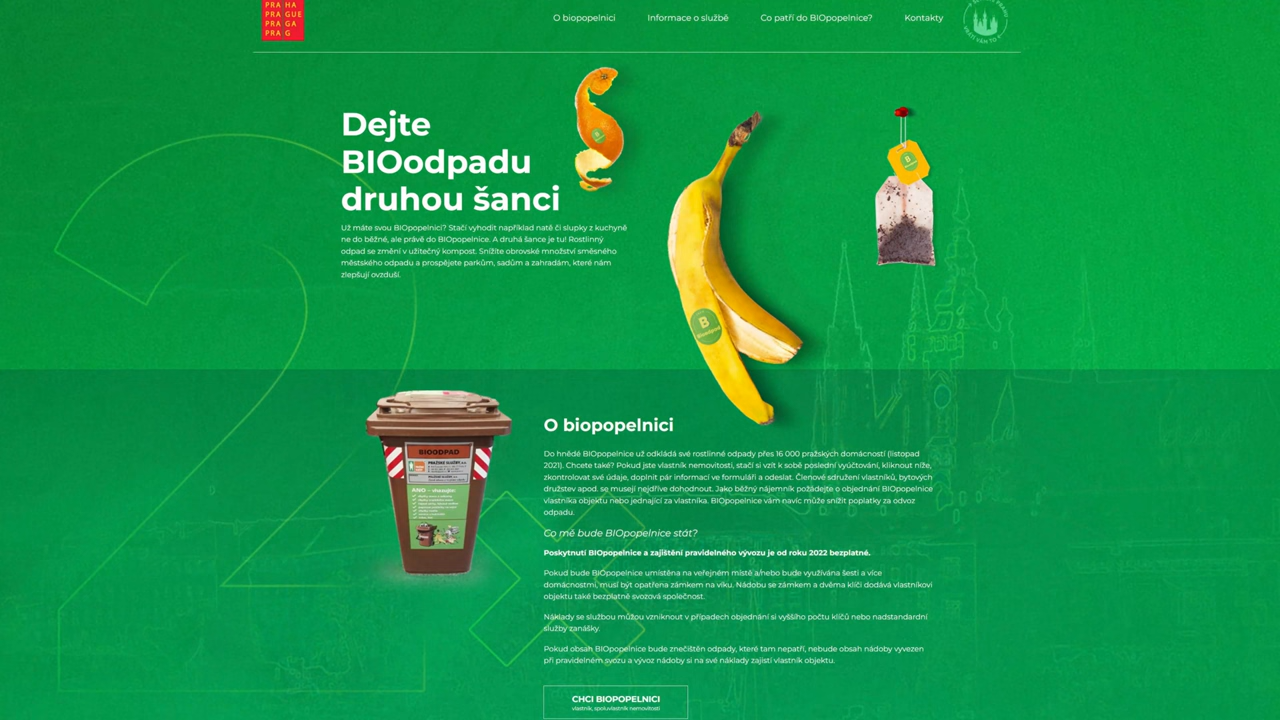 PRA HA
PRA GUE
PRA GA
PRA G
O biopopelnici
Informace o službě
Co patří do BIOpopelnice?
Kontakty
Dejte
BIOodpadu
druhou šanci
Už máte svou BIOpopelnici? Stačí vyhodit například natě či slupky z kuchyně
ne do běžné, ale právě do BIOpopelnice. A druhá šance je tu! Rostlinný
odpad se změní v užitečný kompost. Snížíte obrovské množství směsného
městského odpadu a prospějete parkům, sadům a zahradám, které nám
zlepšují ovzduší.
B
BIOODPAD
PRAŽSKÉ SLUŽBY, a.s.
O biopopelnici
Do hnědé BIOpopelnice už odkládá své rostlinné odpady přes 16 000 pražských domácností (listopad
2021). Chcete také? Pokud jste vlastník nemovitosti, stačí si vzít k sobě poslední vyúčtování, kliknout níže,
zkontrolovat své údaje, doplnit pár informací ve formuláři a odeslat. Členové sdružení vlastníků, bytových
družstev apod. se musejí nejdříve dohodnout. Jako běžný nájemník požádejte o objednání BIOpopelnice
vlastníka objektu nebo jednající za vlastníka. BIOpopelnice vám navíc může snížit poplatky za odvoz
odpadu.
Co mě bude BIOpopelnice stát?
Poskytnutí BIOpopelnice a zajištění pravidelného vývozu je od roku 2022 bezplatné.
Pokud bude BIOpopelnice umístěna na veřejném místě a/nebo bude využívána šesti a více
domácnostmi, musí být opatřena zámkem na víku. Nádobu se zámkem a dvěma klíči dodává vlastníkovi
objektu také bezplatně svozová společnost.
Náklady se službou můžou vzniknout v případech objednání si vyššího počtu klíčů nebo nadstandardní
služby zanášky.
Pokud obsah BIOpopelnice bude znečištěn odpady, které tam nepatří, nebude obsah nádoby vyvezen
při pravidelném svozu a vývoz nádoby si na své náklady zajistí vlastník objektu.
CHCI BIOPOPELNICI
vlastník, spoluvlastník nemovitosti